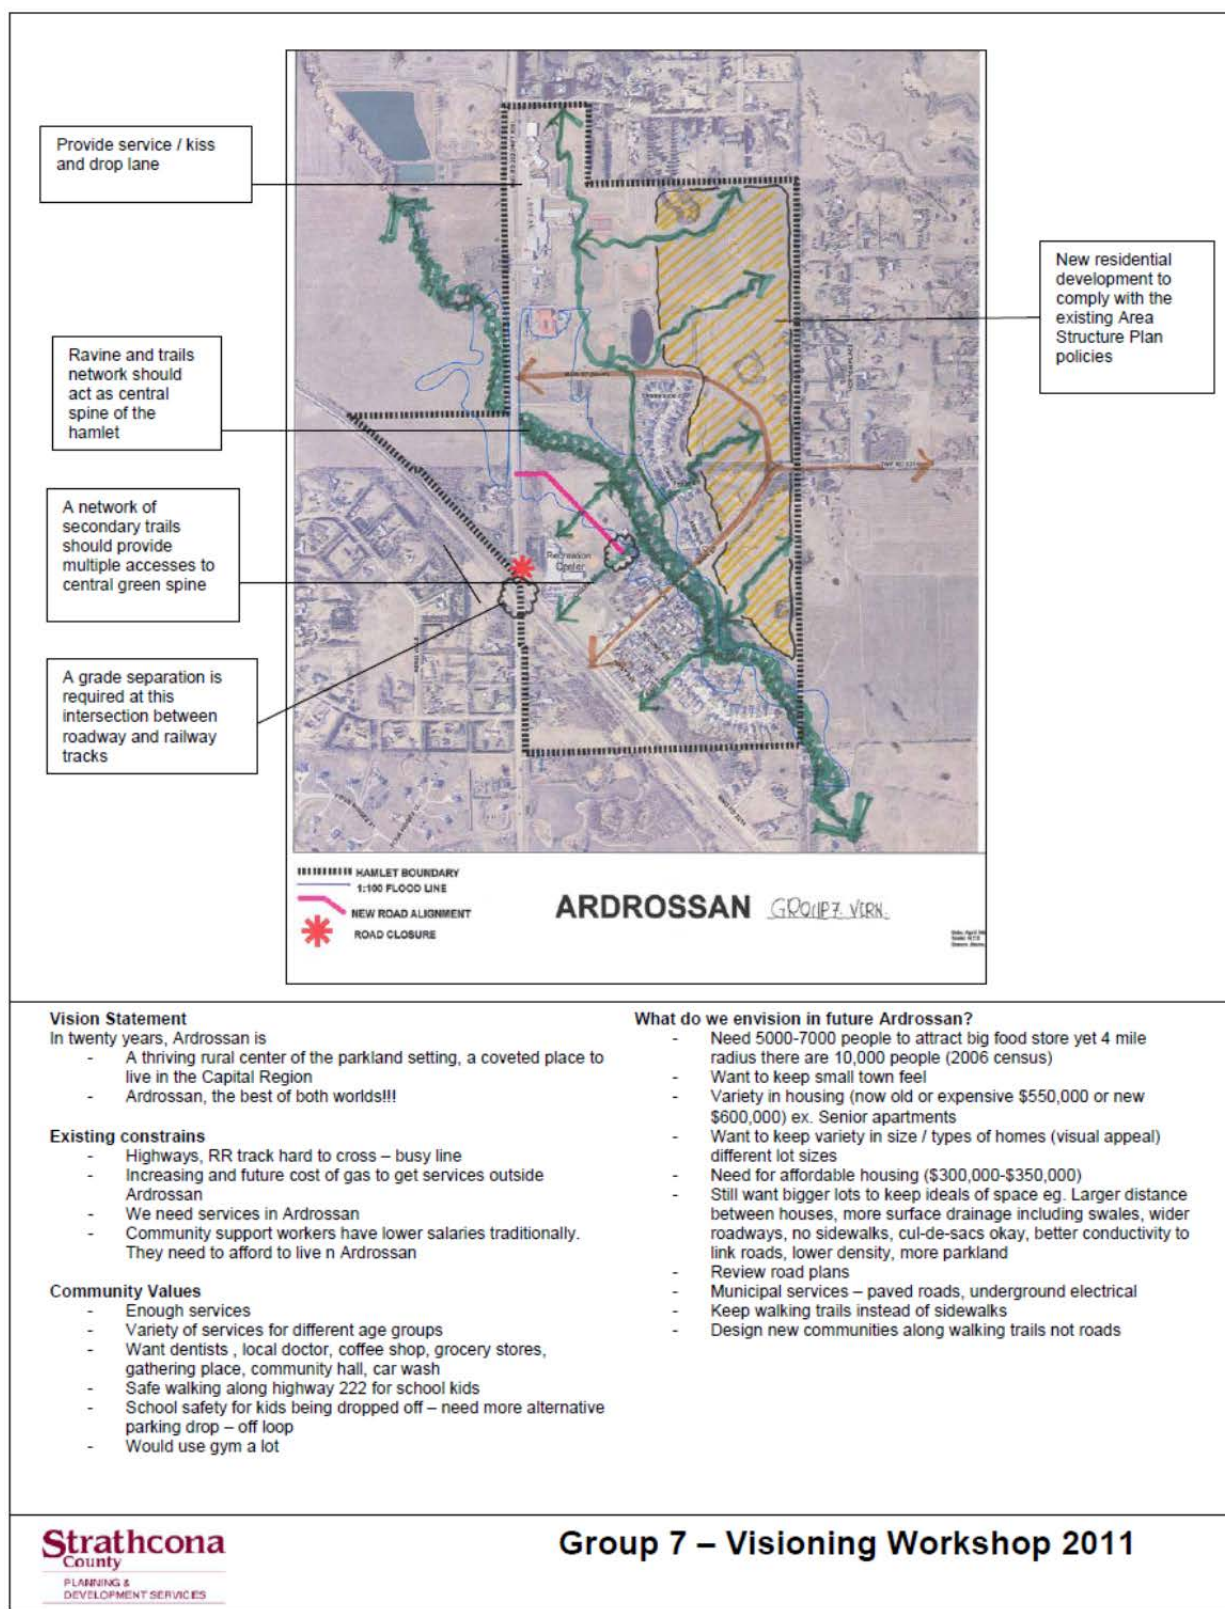 Provide service / kiss
and drop lane
Ravine and trails
network should
act as central
spine of the
hamlet
A network of
secondary trails
should provide
multiple accesses to
central green spine
A grade separation is
required at this
intersection between
roadway and railway
tracks
New residential
development to
comply with the
existing Area
Structure Plan
policies
Recreation
Center
HAMLET BOUNDARY
1:100 FLOOD LINE
NEW ROAD ALIGNMENT
ROAD CLOSURE
ARDROSSAN GROUP 7. VERN.
Vision Statement
In twenty years, Ardrossan is
- A thriving rural center of the parkland setting, a coveted place to
live in the Capital Region
- Ardrossan, the best of both worlds!!!
Existing constrains
- Highways, RR track hard to cross – busy line
- Increasing and future cost of gas to get services outside
Ardrossan
- We need services in Ardrossan
- Community support workers have lower salaries traditionally.
They need to afford to live n Ardrossan
Community Values
- Enough services
- Variety of services for different age groups
- Want dentists , local doctor, coffee shop, grocery stores,
gathering place, community hall, car wash
- Safe walking along highway 222 for school kids
- School safety for kids being dropped off – need more alternative
parking drop – off loop
- Would use gym a lot
What do we envision in future Ardrossan?
- Need 5000-7000 people to attract big food store yet 4 mile
radius there are 10,000 people (2006 census)
- Want to keep small town feel
- Variety in housing (now old or expensive $550,000 or new
$600,000) ex. Senior apartments
- Want to keep variety in size / types of homes (visual appeal)
different lot sizes
- Need for affordable housing ($300,000-$350,000)
- Still want bigger lots to keep ideals of space eg. Larger distance
between houses, more surface drainage including swales, wider
roadways, no sidewalks, cul-de-sacs okay, better conductivity to
link roads, lower density, more parkland
- Review road plans
- Municipal services – paved roads, underground electrical
- Keep walking trails instead of sidewalks
- Design new communities along walking trails not roads
Strathcona
County
PLANNING &
DEVELOPMENT SERVICES
Group 7 – Visioning Workshop 2011